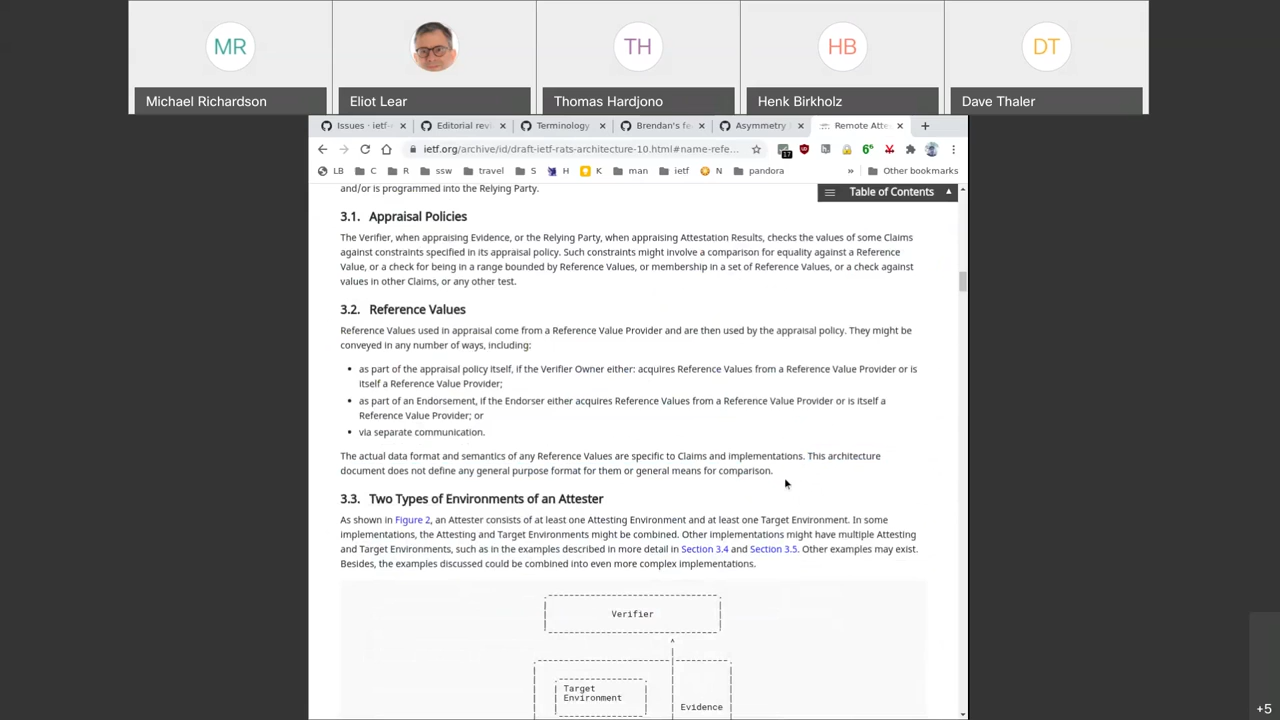 MR
TH
HB
DT
Michael Richardson
Eliot Lear
Thomas Hardjono
Henk Birkholz
Dave Thaler
Issues · ietf-
Editorial revi
Terminology
Brendan's fe
Asymmetry
Remote Atte
ietf.org/archive/id/draft-ietf-rats-architecture-10.html#name-refe...
17
LB
C
R
ssw
travel
S
H
K
man
ietf
N
pandora
»
Other bookmarks
and/or is programmed into the Relying Party.
Table of Contents
3.1. Appraisal Policies
The Verifier, when appraising Evidence, or the Relying Party, when appraising Attestation Results, checks the values of some Claims
against constraints specified in its appraisal policy. Such constraints might involve a comparison for equality against a Reference
Value, or a check for being in a range bounded by Reference Values, or membership in a set of Reference Values, or a check against
values in other Claims, or any other test.
3.2. Reference Values
Reference Values used in appraisal come from a Reference Value Provider and are then used by the appraisal policy. They might be
conveyed in any number of ways, including:
• as part of the appraisal policy itself, if the Verifier Owner either: acquires Reference Values from a Reference Value Provider or is
itself a Reference Value Provider;
• as part of an Endorsement, if the Endorser either acquires Reference Values from a Reference Value Provider or is itself a
Reference Value Provider; or
• via separate communication.
The actual data format and semantics of any Reference Values are specific to Claims and implementations. This architecture
document does not define any general purpose format for them or general means for comparison.
3.3. Two Types of Environments of an Attester
As shown in Figure 2, an Attester consists of at least one Attesting Environment and at least one Target Environment. In some
implementations, the Attesting and Target Environments might be combined. Other implementations might have multiple Attesting
and Target Environments, such as in the examples described in more detail in Section 3.4 and Section 3.5. Other examples may exist.
Besides, the examples discussed could be combined into even more complex implementations.
Verifier
Target
Environment
Evidence
+5